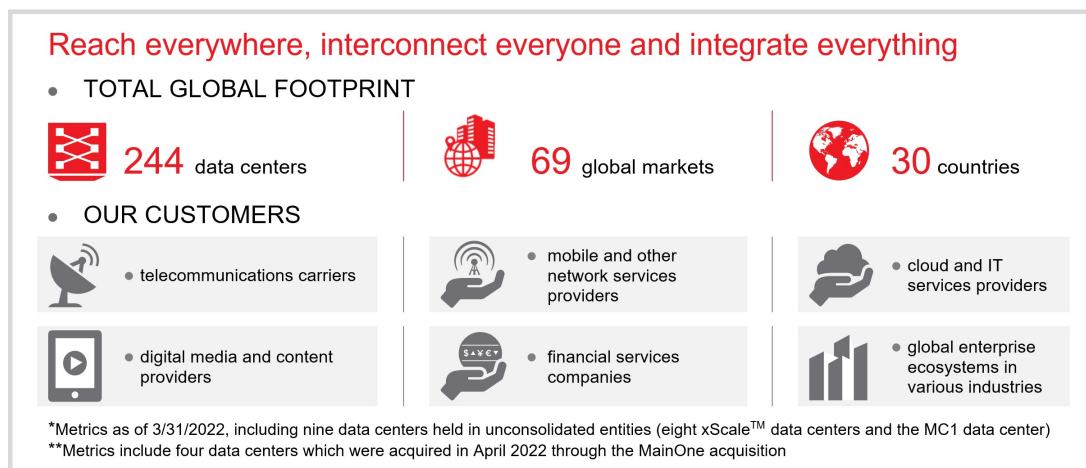 Reach everywhere, interconnect everyone and integrate everything
• TOTAL GLOBAL FOOTPRINT
244 data centers
69 global markets
30 countries
• OUR CUSTOMERS
• telecommunications carriers
• mobile and other
network services
providers
• cloud and IT
services providers
• digital media and content
providers
$▲¥€▼
• financial services
companies
• global enterprise
ecosystems in
various industries
*Metrics as of 3/31/2022, including nine data centers held in unconsolidated entities (eight xScale™ data centers and the MC1 data center)
**Metrics include four data centers which were acquired in April 2022 through the MainOne acquisition